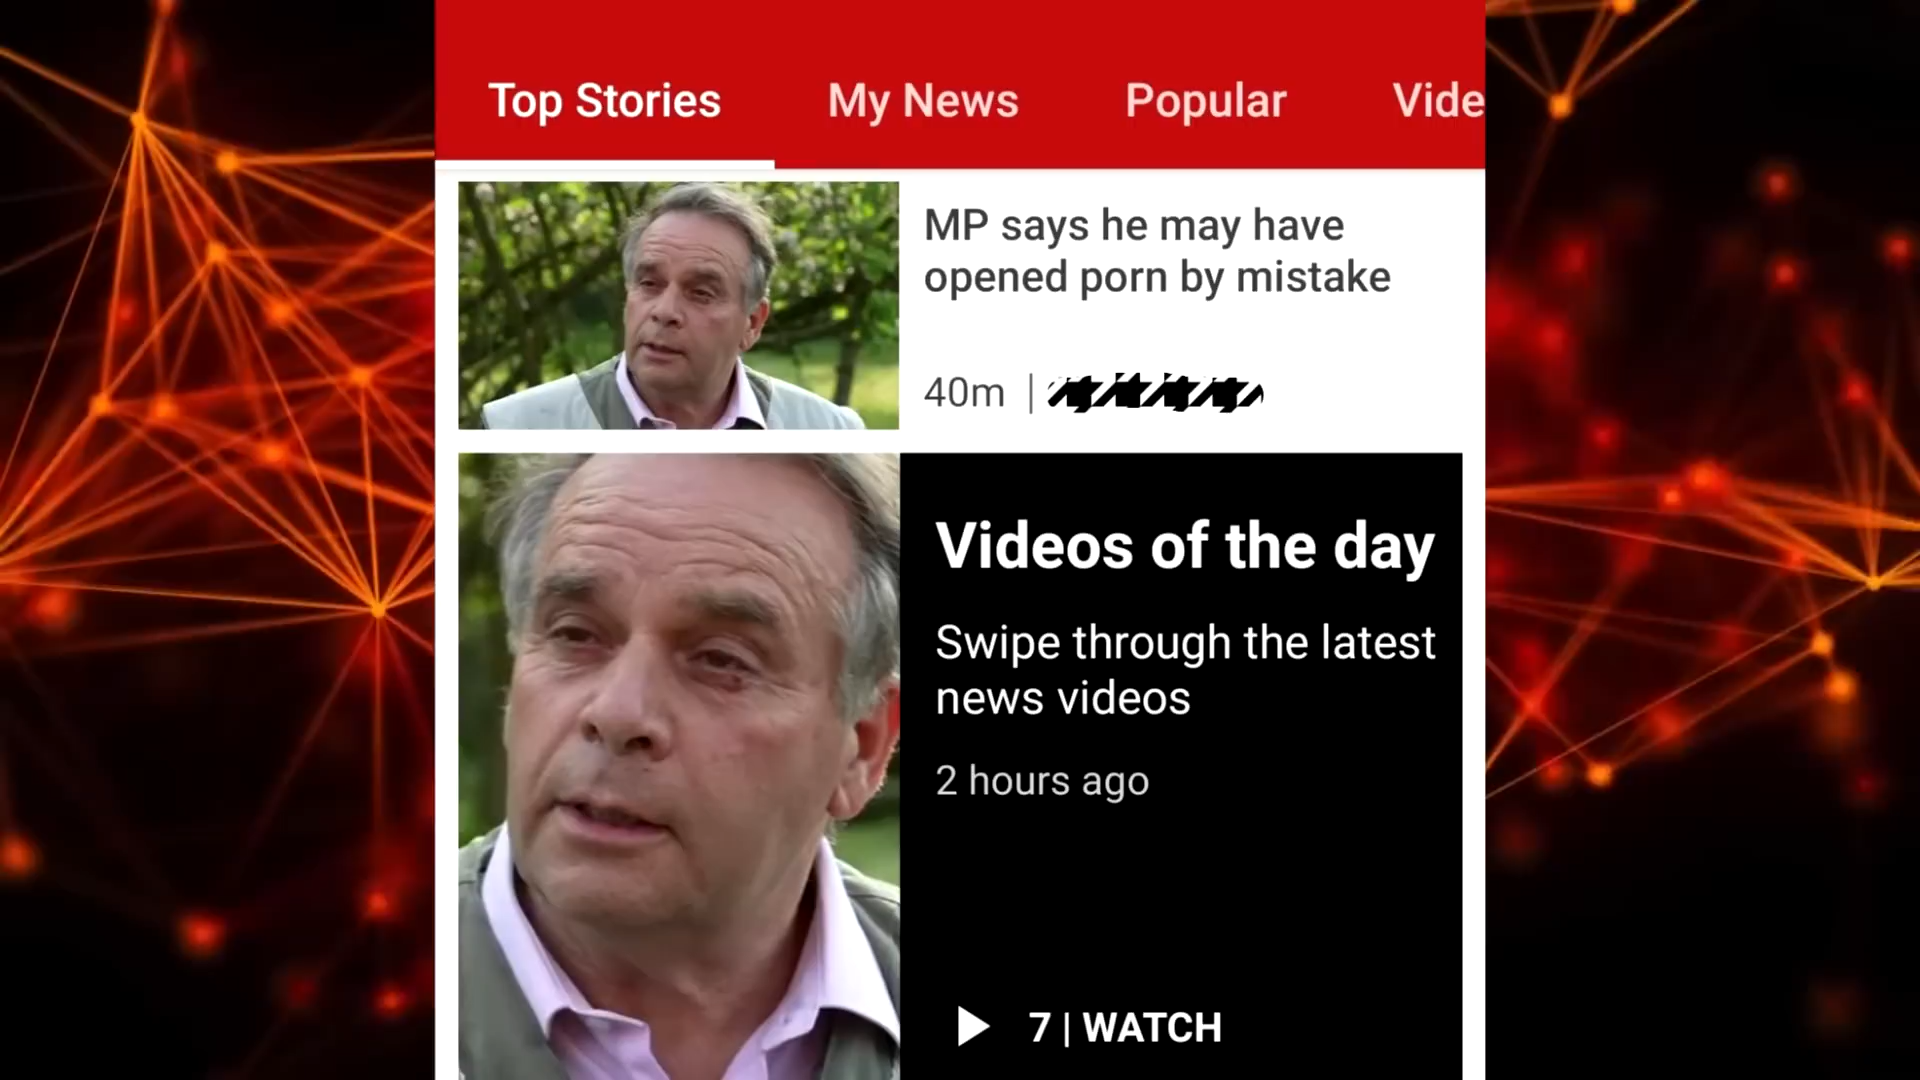 Top Stories My News Popular Vide
MP says he may have
opened porn by mistake
40m |
Videos of the day
Swipe through the latest
news videos
2 hours ago
7 | WATCH